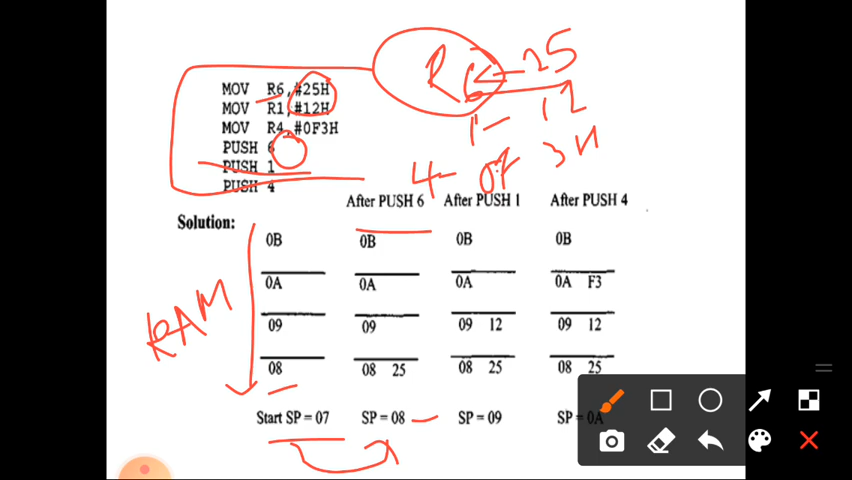 R6 ← 25
1 - 12
4 - 0F 3H
MOV R6,#25H
MOV R1,#12H
MOV R4,#0F3H
PUSH 6
PUSH 1
PUSH 4
After PUSH 6 After PUSH 1 After PUSH 4
Solution:
0B 0B 0B 0B
0A 0A 0A 0A F3
09 09 09 12 09 12
08 08 25 08 25 08 25
Start SP = 07 SP = 08 SP = 09 SP = 0A
RAM